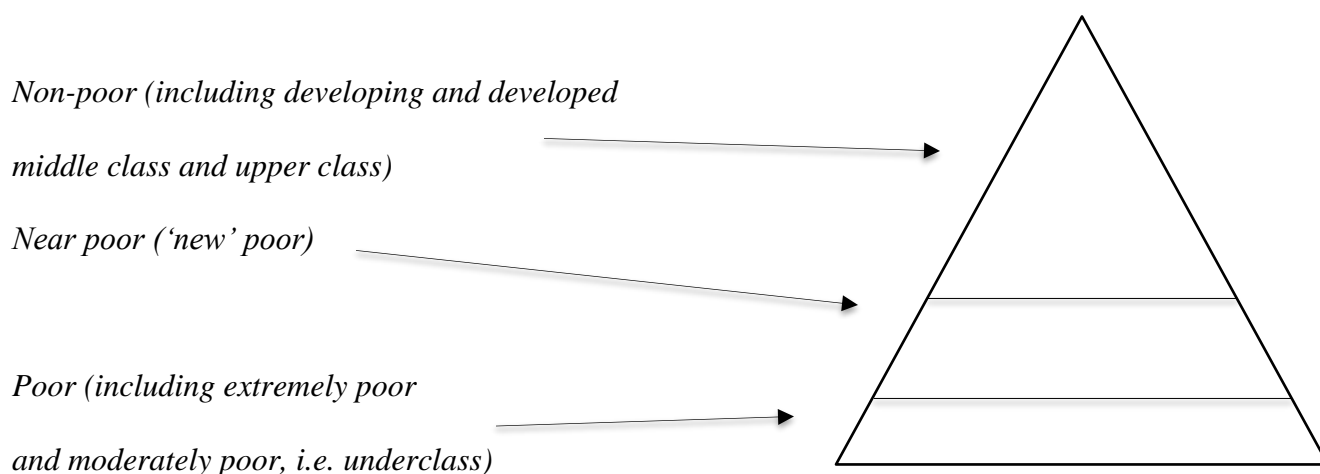 Non-poor (including developing and developed
middle class and upper class)
Near poor (‘new’ poor)
Poor (including extremely poor
and moderately poor, i.e. underclass)